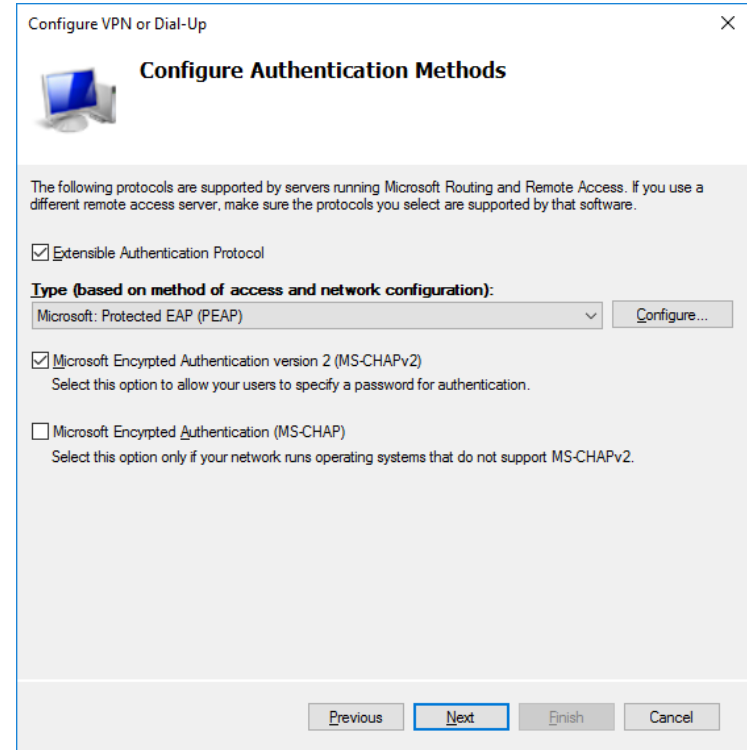 Configure VPN or Dial-Up
Configure Authentication Methods
The following protocols are supported by servers running Microsoft Routing and Remote Access. If you use a
different remote access server, make sure the protocols you select are supported by that software.
Extensible Authentication Protocol
Type (based on method of access and network configuration):
Microsoft: Protected EAP (PEAP)
Configure...
Microsoft Encyrpted Authentication version 2 (MS-CHAPv2)
Select this option to allow your users to specify a password for authentication.
Microsoft Encyrpted Authentication (MS-CHAP)
Select this option only if your network runs operating systems that do not support MS-CHAPv2.
Previous Next Finish Cancel